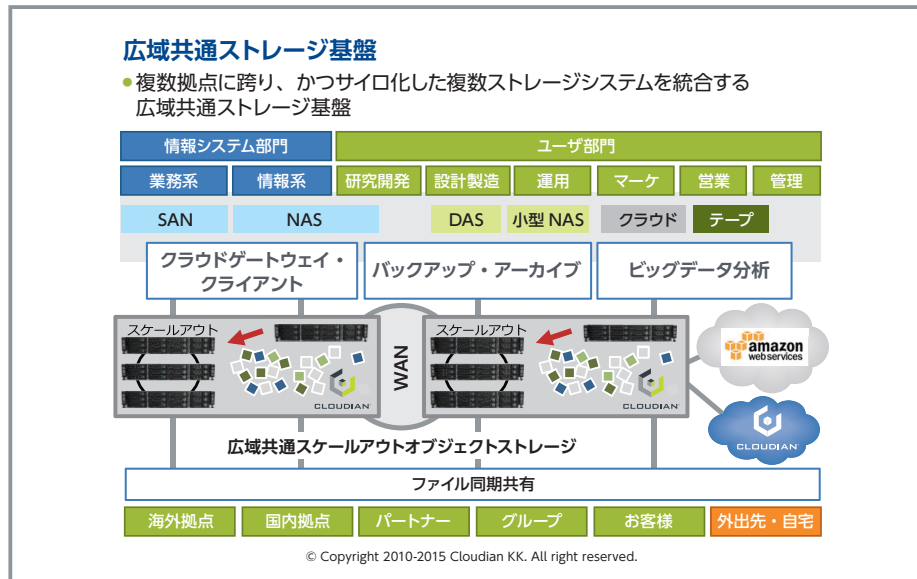 広域共通ストレージ基盤
●複数拠点に跨り、かつサイロ化した複数ストレージシステムを統合する
広域共通ストレージ基盤
情報システム部門
ユーザ部門
業務系
情報系
研究開発
設計製造
運用
マーケ
営業
管理
SAN
NAS
DAS
小型 NAS
クラウド
テープ
クラウドゲートウェイ・
クライアント
バックアップ・アーカイブ
ビッグデータ分析
スケールアウト
CLOUDIAN
WAN
スケールアウト
CLOUDIAN
amazon
webservices
CLOUDIAN
広域共通スケールアウトオブジェクトストレージ
ファイル同期共有
海外拠点
国内拠点
パートナー
グループ
お客様
外出先・自宅
© Copyright 2010-2015 Cloudian KK. All right reserved.